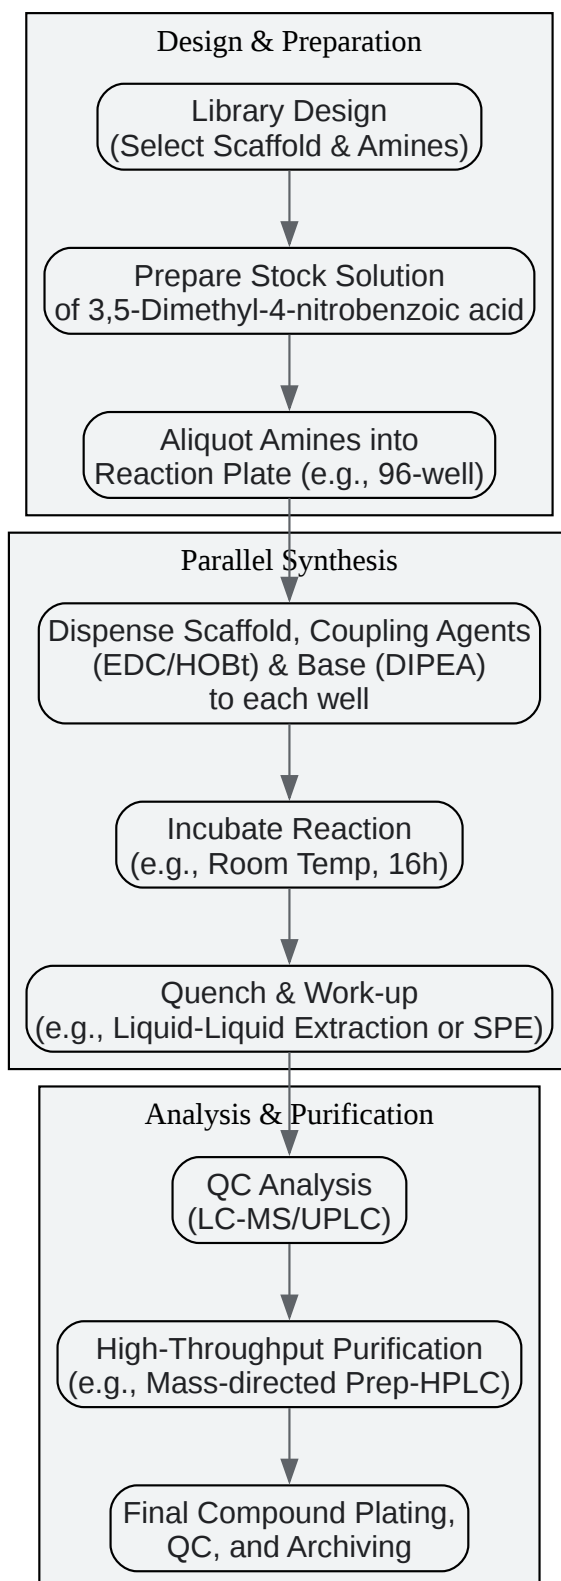 Design & Preparation
Library Design
(Select Scaffold & Amines)
Prepare Stock Solution
of 3,5-Dimethyl-4-nitrobenzoic acid
Aliquot Amines into
Reaction Plate (e.g., 96-well)
Parallel Synthesis
Dispense Scaffold, Coupling Agents
(EDC/HOBt) & Base (DIPEA)
to each well
Incubate Reaction
(e.g., Room Temp, 16h)
Quench & Work-up
(e.g., Liquid-Liquid Extraction or SPE)
Analysis & Purification
QC Analysis
(LC-MS/UPLC)
High-Throughput Purification
(e.g., Mass-directed Prep-HPLC)
Final Compound Plating,
QC, and Archiving